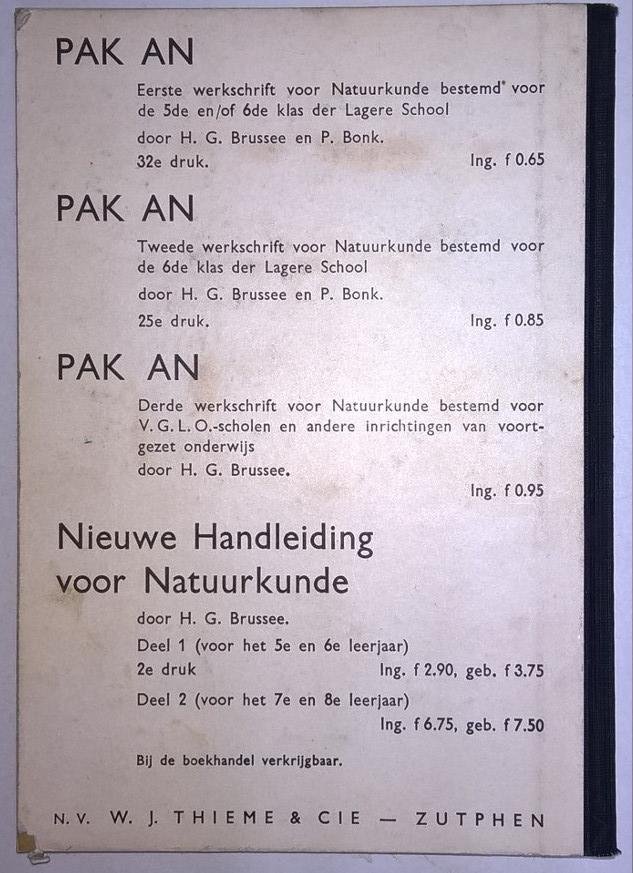 PAK AN
Eerste werkschrift voor Natuurkunde bestemd voor
de 5de en/of 6de klas der Lagere School
door H. G. Brussee en P. Bonk.
32e druk. Ing. f 0.65
PAK AN
Tweede werkschrift voor Natuurkunde bestemd voor
de 6de klas der Lagere School
door H. G. Brussee en P. Bonk.
25e druk. Ing. f 0.85
PAK AN
Derde werkschrift voor Natuurkunde bestemd voor
V.G.L.O.-scholen en andere inrichtingen van voort-
gezet onderwijs
door H. G. Brussee.
Ing. f 0.95
Nieuwe Handleiding
voor Natuurkunde
door H. G. Brussee.
Deel 1 (voor het 5e en 6e leerjaar)
2e druk Ing. f 2.90, geb. f 3.75
Deel 2 (voor het 7e en 8e leerjaar)
Ing. f 6.75, geb. f 7.50
Bij de boekhandel verkrijgbaar.
N.V. W. J. THIEME & CIE — ZUTPHEN